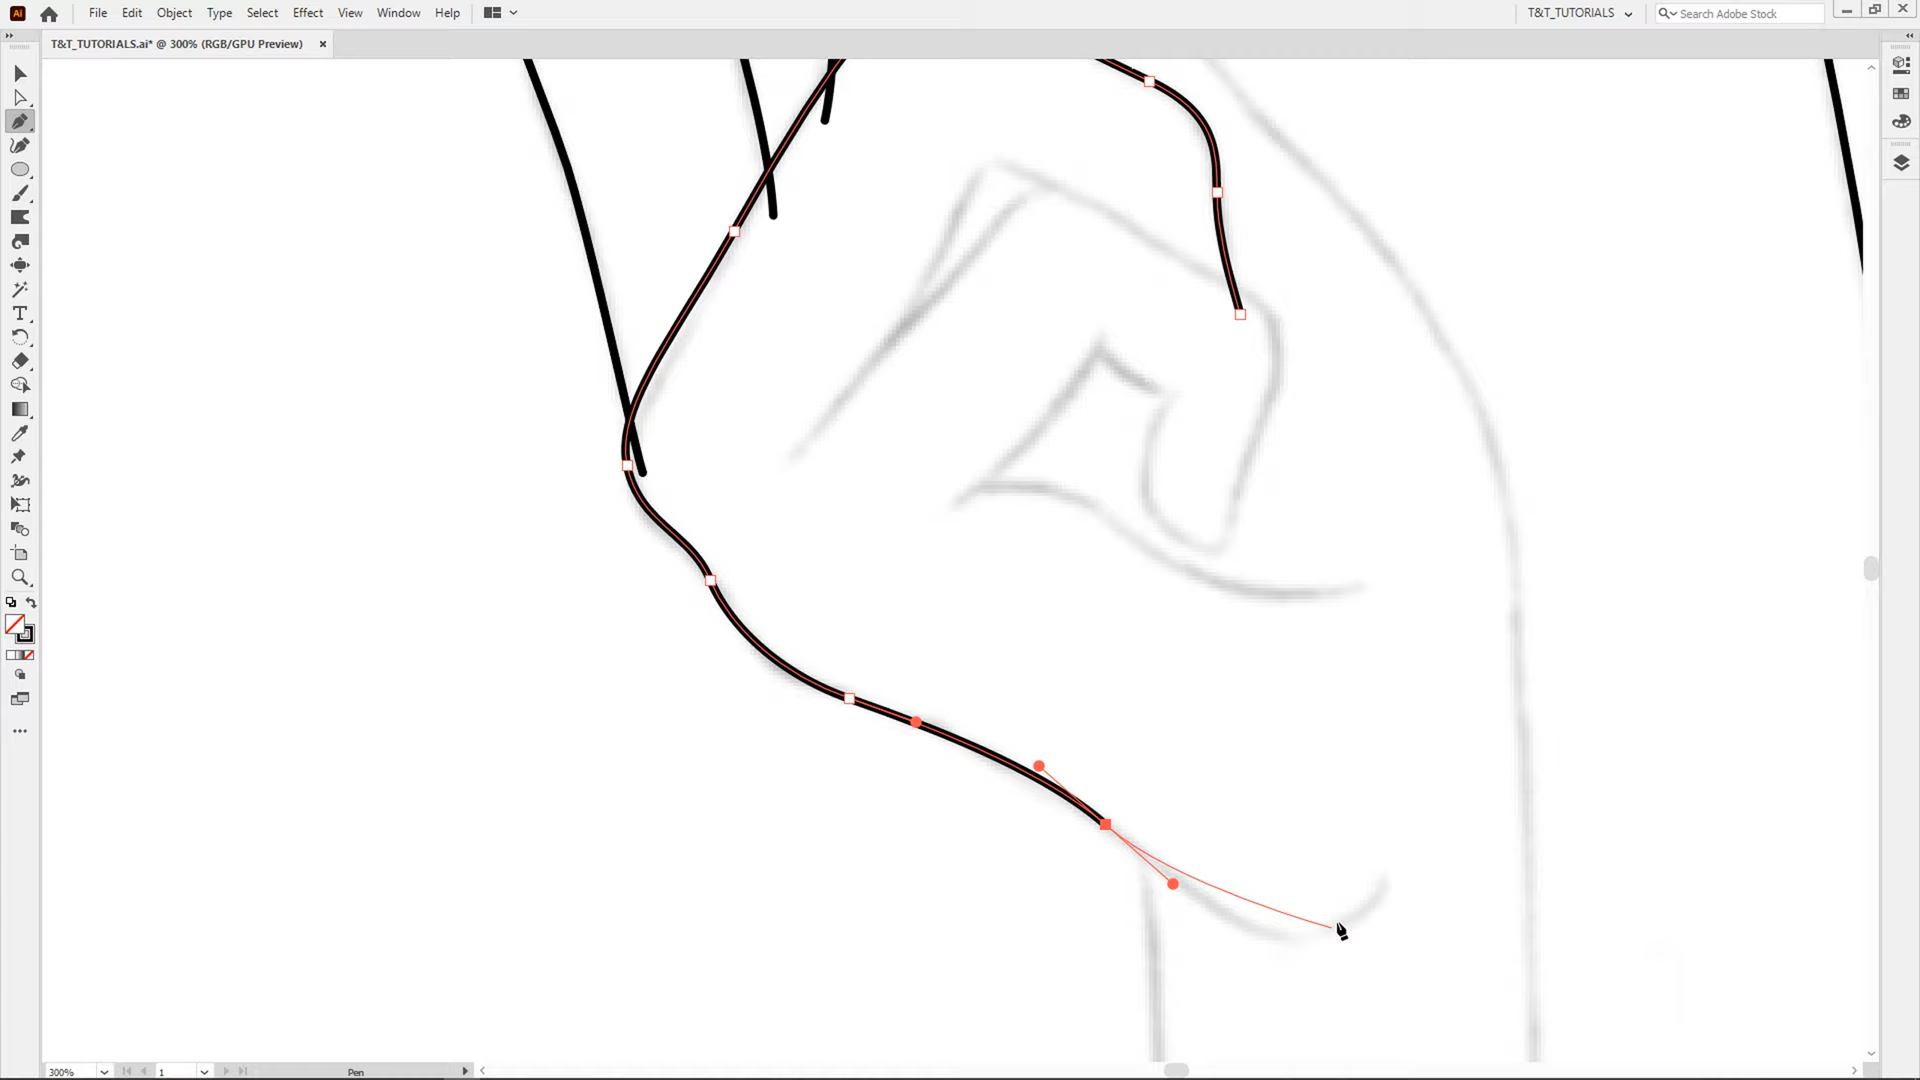 Ai File Edit Object Type Select Effect View Window Help T&T_TUTORIALS Search Adobe Stock
T&T_TUTORIALS.ai* @ 300% (RGB/GPU Preview) ×
T
300% 1 Pen